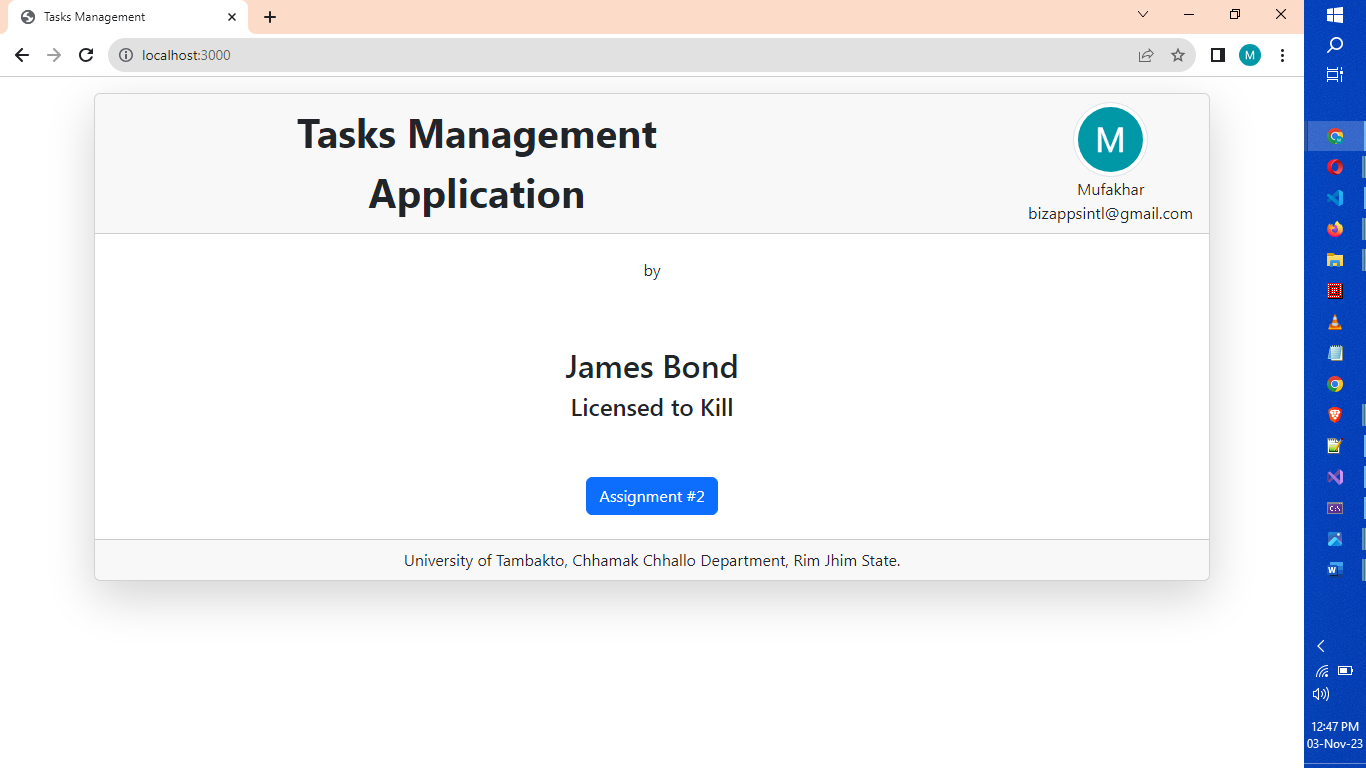 Tasks Management
localhost:3000
M
Tasks Management
Application
M
Mufakhar
bizappsintl@gmail.com
by
James Bond
Licensed to Kill
Assignment #2
University of Tambakto, Chhamak Chhallo Department, Rim Jhim State.
12:47 PM
03-Nov-23